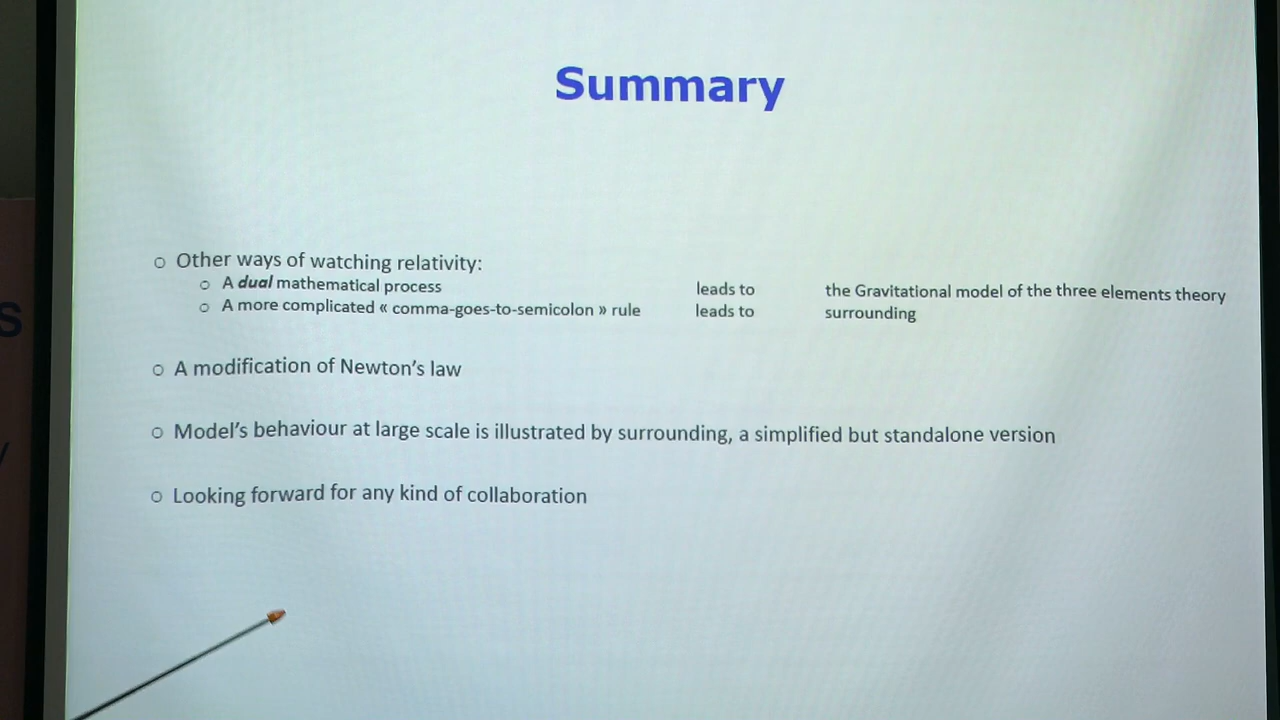 Summary
○ Other ways of watching relativity:
○ A dual mathematical process leads to the Gravitational model of the three elements theory
○ A more complicated « comma-goes-to-semicolon » rule leads to surrounding
○ A modification of Newton's law
○ Model's behaviour at large scale is illustrated by surrounding, a simplified but standalone version
○ Looking forward for any kind of collaboration